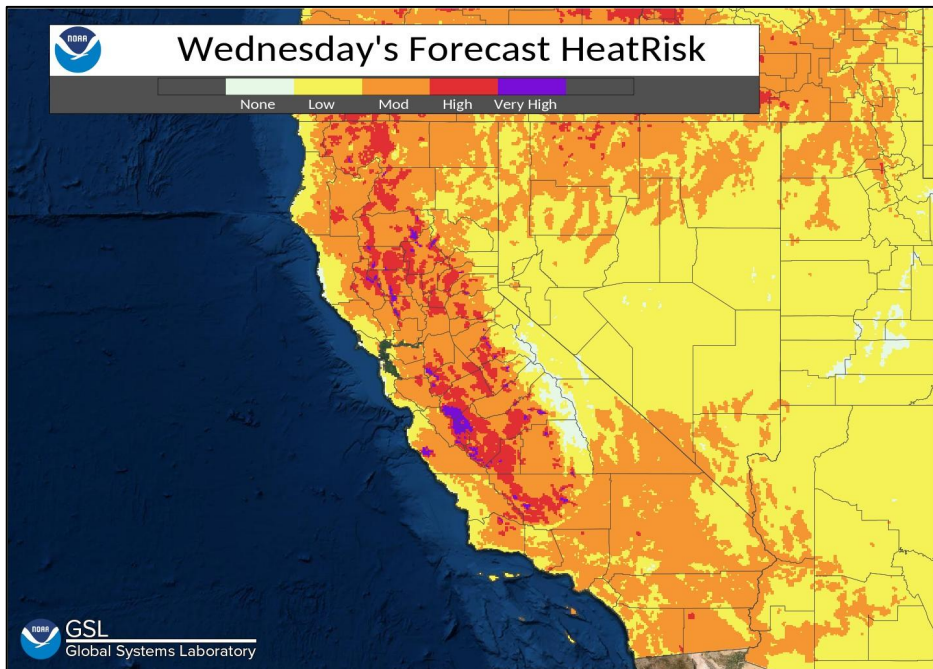 NOAA
Wednesday's Forecast HeatRisk
None Low Mod High Very High
NOAA
GSL
Global Systems Laboratory